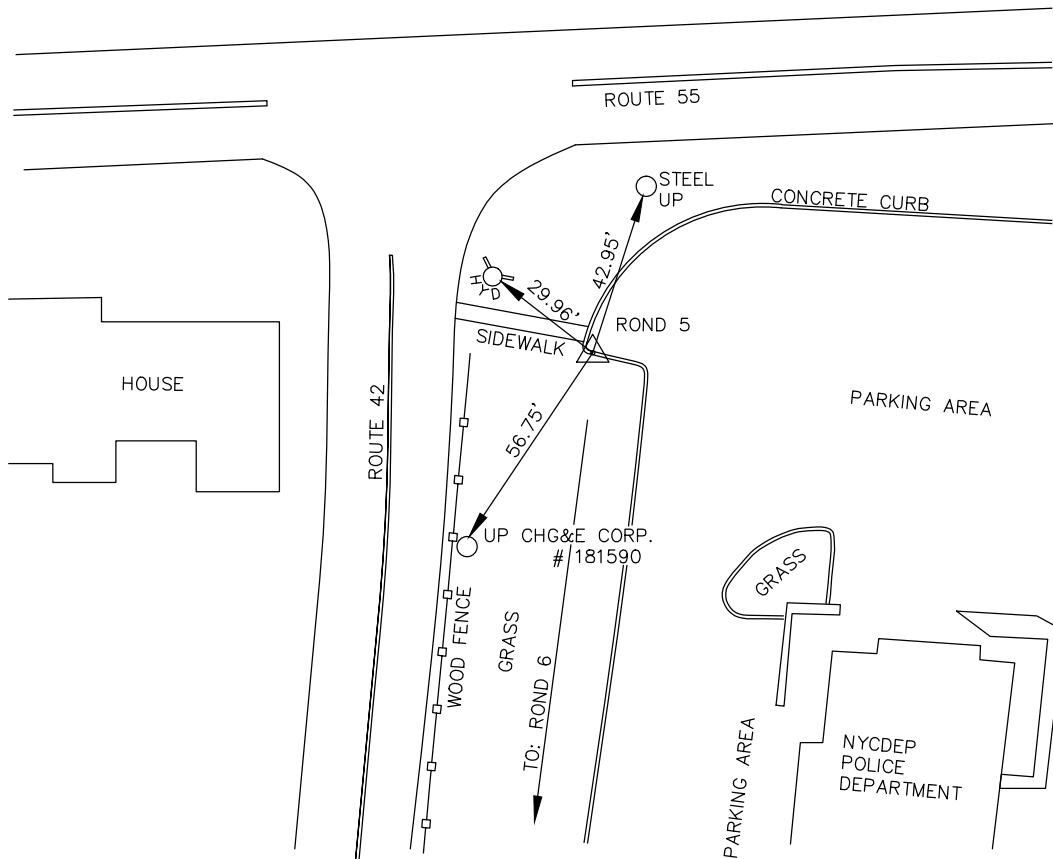 ROUTE 55
STEEL
UP
CONCRETE CURB
42.95'
HYD
29.96'
ROND 5
SIDEWALK
HOUSE
ROUTE 42
PARKING AREA
56.75'
UP CHG&E CORP.
# 181590
GRASS
WOOD FENCE
GRASS
TO: ROND 6
PARKING AREA
NYCDEP
POLICE
DEPARTMENT